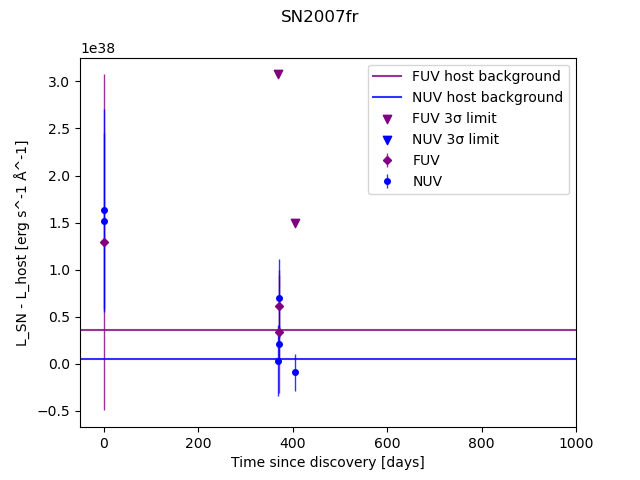 SN2007fr
1e38
FUV host background
NUV host background
FUV 3σ limit
NUV 3σ limit
FUV
NUV
3.0
2.5
2.0
1.5
1.0
0.5
0.0
−0.5
L_SN - L_host [erg s^-1 Å^-1]
0 200 400 600 800 1000
Time since discovery [days]